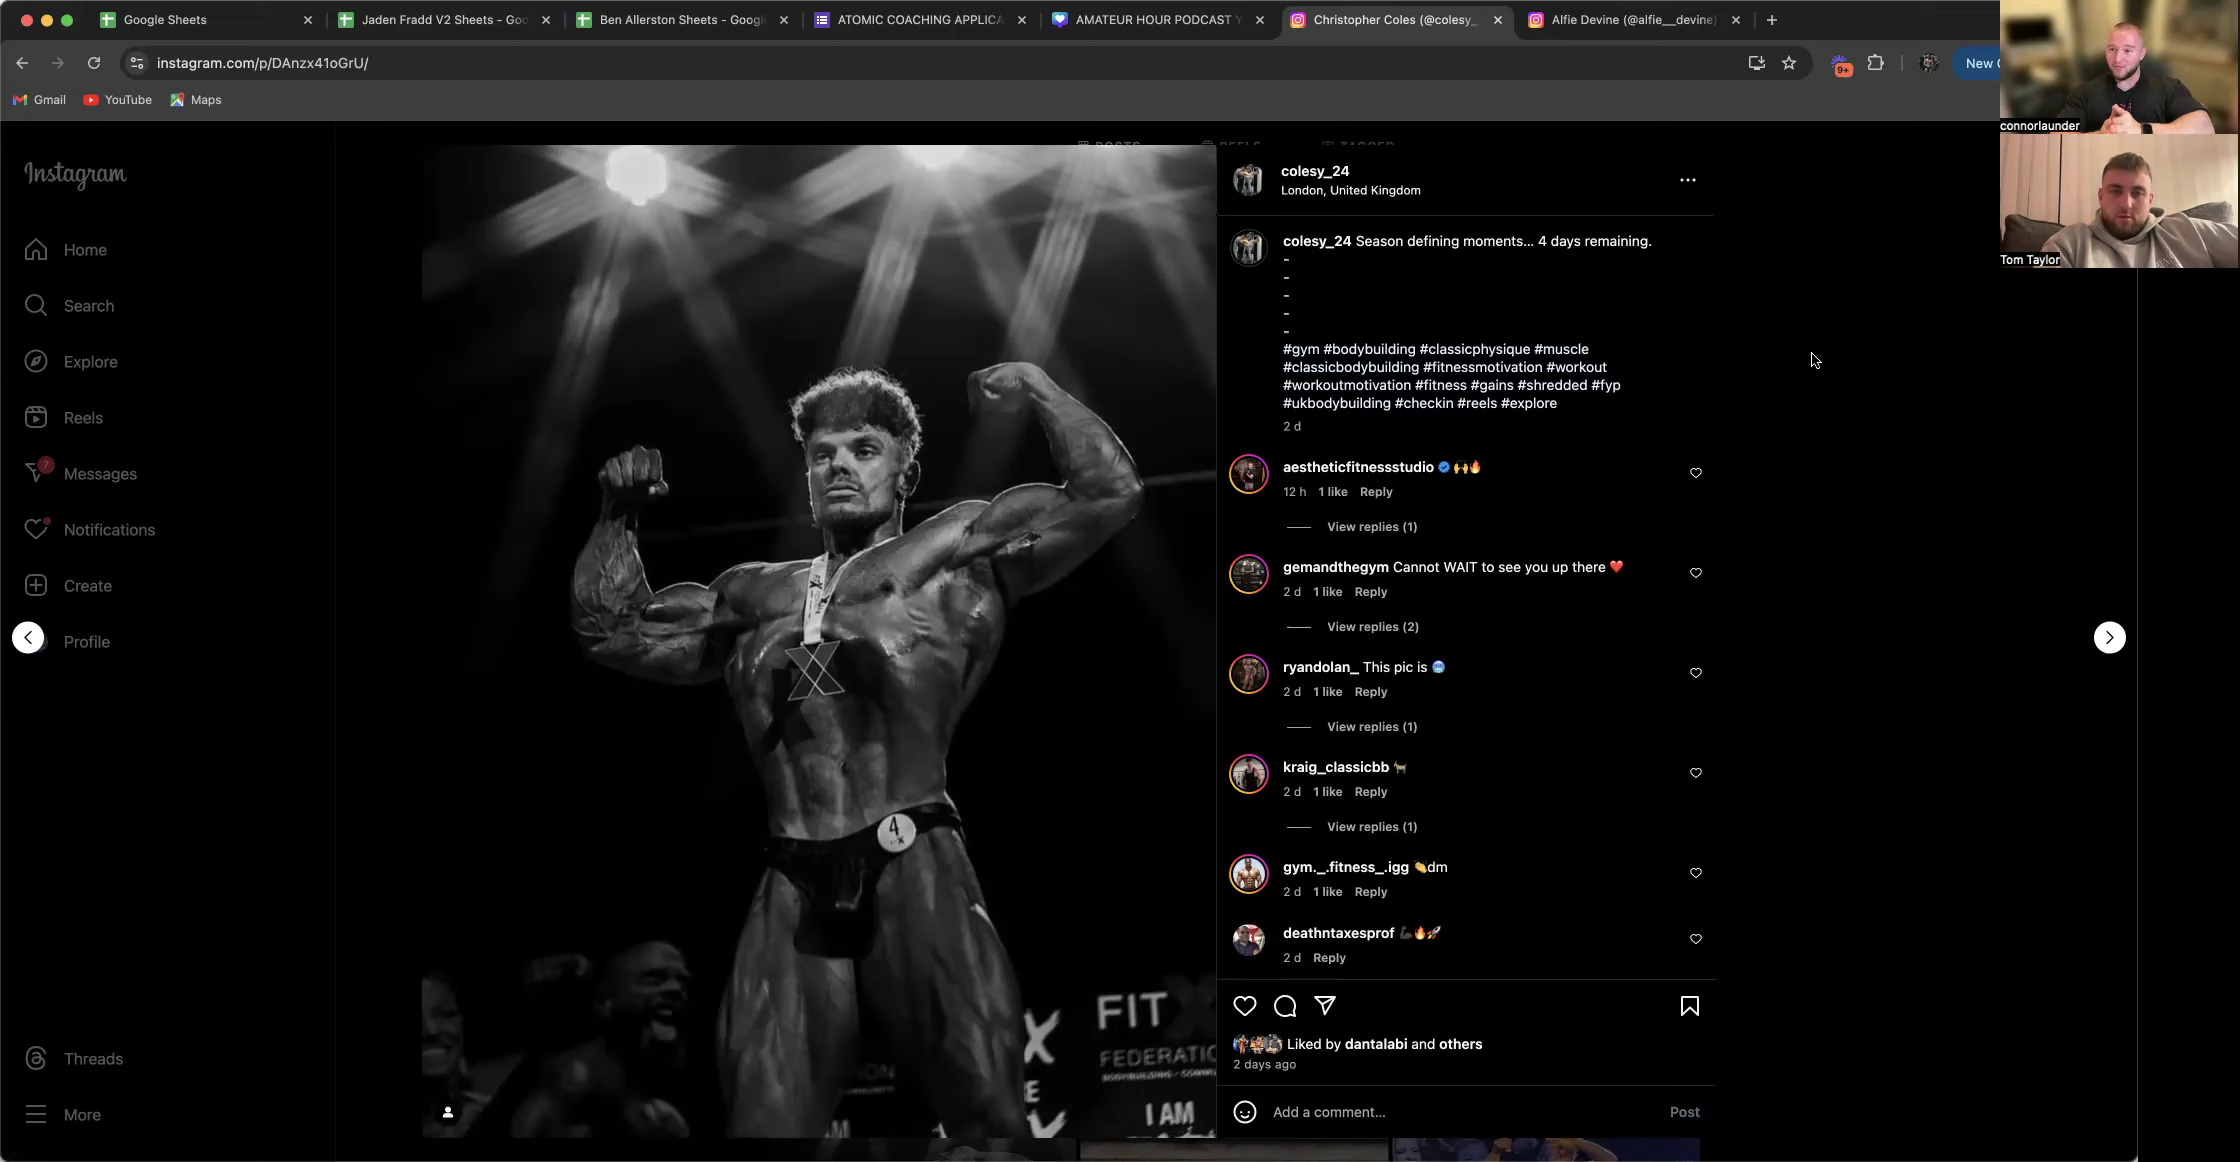 Google Sheets
Jaden Fradd V2 Sheets - Goo
Ben Allerston Sheets - Googl
ATOMIC COACHING APPLICA
AMATEUR HOUR PODCAST Y
Christopher Coles (@colesy_
Alfie Devine (@alfie__devine)
instagram.com/p/DAnzx41oGrU/
9+
New C
Gmail
YouTube
Maps
connorlaunder
Tom Taylor
Instagram
Home
Search
Explore
Reels
7
Messages
Notifications
Create
Profile
Threads
More
POSTS
REELS
TAGGED
4
FIT
FEDERATIO
I AM
colesy_24
London, United Kingdom
colesy_24 Season defining moments... 4 days remaining.
-
-
-
-
-
#gym #bodybuilding #classicphysique #muscle
#classicbodybuilding #fitnessmotivation #workout
#workoutmotivation #fitness #gains #shredded #fyp
#ukbodybuilding #checkin #reels #explore
2 d
aestheticfitnessstudio 🙌🔥
12 h 1 like Reply
View replies (1)
gemandthegym Cannot WAIT to see you up there ❤️
2 d 1 like Reply
View replies (2)
ryandolan_ This pic is 🥶
2 d 1 like Reply
View replies (1)
kraig_classicbb 🐐
2 d 1 like Reply
View replies (1)
gym._.fitness_.igg 👏dm
2 d 1 like Reply
deathntaxesprof 💪🏿🔥🚀
2 d Reply
Liked by dantalabi and others
2 days ago
Add a comment...
Post